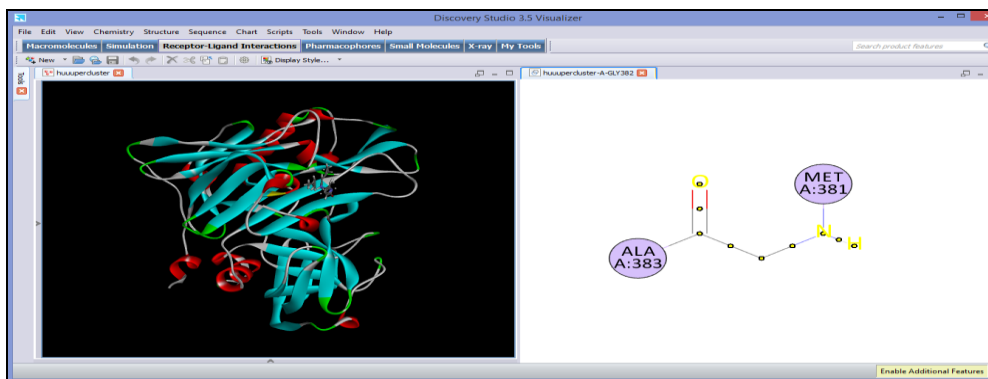 Discovery Studio 3.5 Visualizer
File Edit View Chemistry Structure Sequence Chart Scripts Tools Window Help
Macromolecules Simulation Receptor-Ligand Interactions Pharmacophores Small Molecules X-ray My Tools
Search product features
New Display Style...
Tools
huuupercluster
huuupercluster-A-GLY382
O
MET
A:381
N H
ALA
A:383
Enable Additional Features